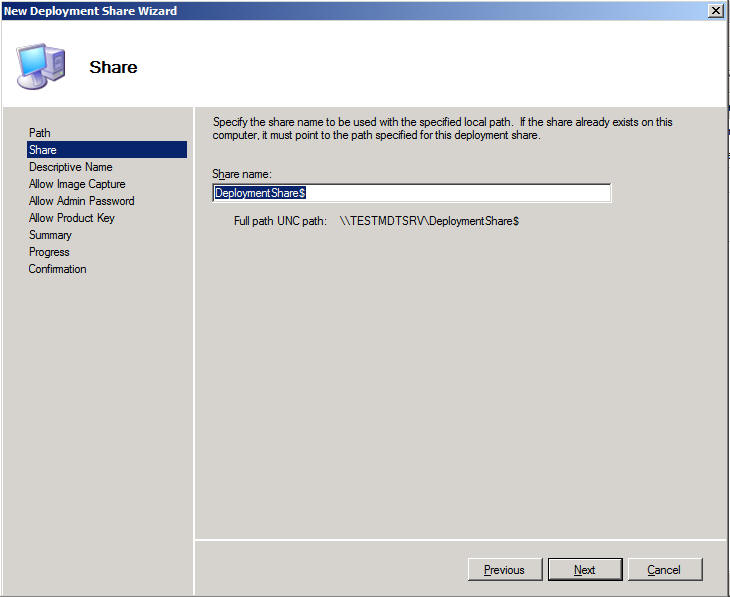 New Deployment Share Wizard
Share
Path
Share
Descriptive Name
Allow Image Capture
Allow Admin Password
Allow Product Key
Summary
Progress
Confirmation
Specify the share name to be used with the specified local path.  If the share already exists on this
computer, it must point to the path specified for this deployment share.
Share name:
DeploymentShare$
Full path UNC path: \\TESTMDTSRV\DeploymentShare$
Previous
Next
Cancel